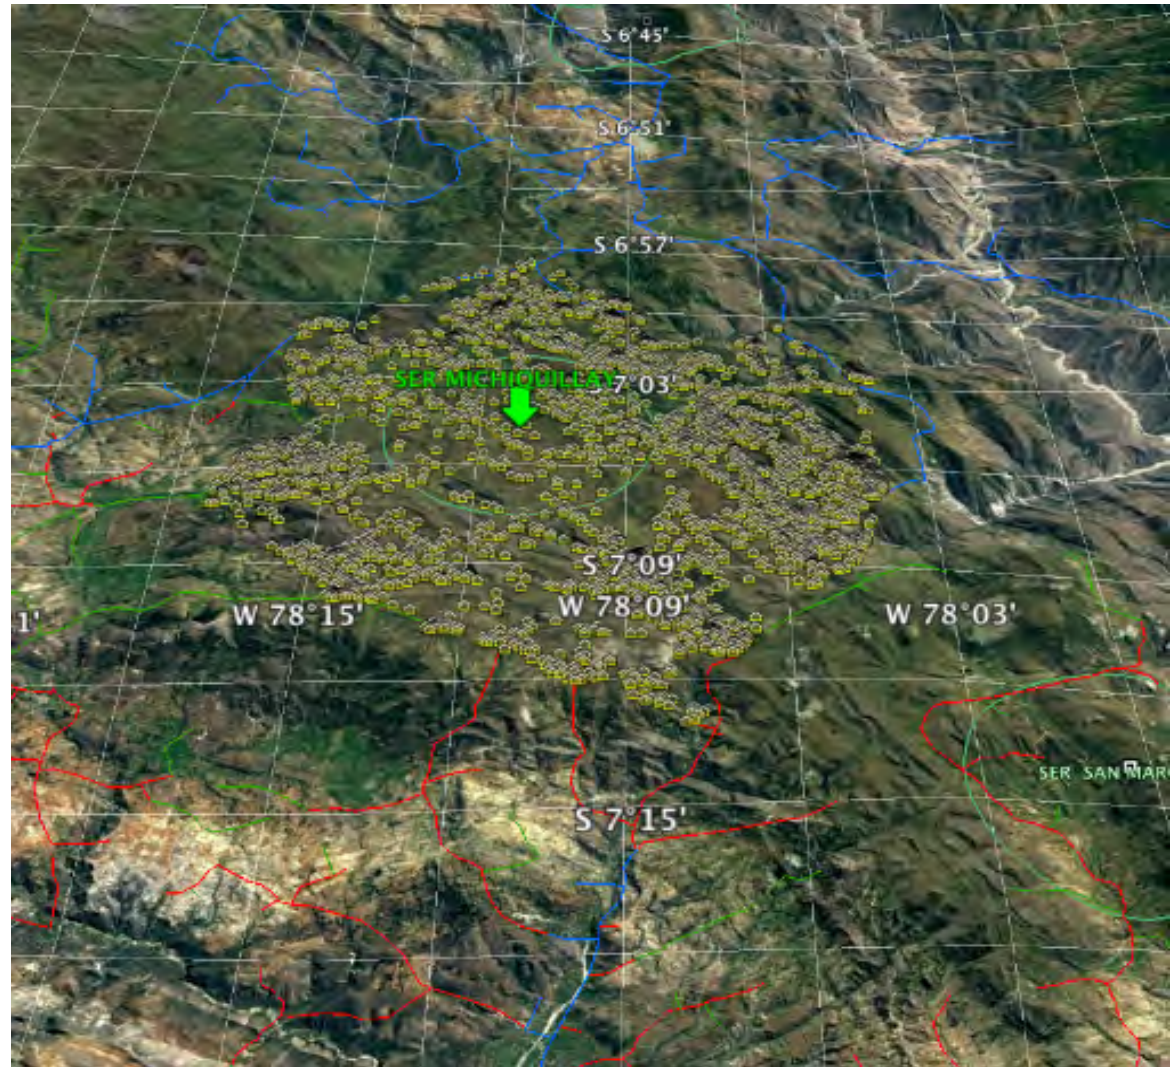 S 6°45'
S 6°51'
S 6°57'
SER MICHIQUILLAY
S 7°03'
S 7°09'
1'
W 78°15'
W 78°09'
W 78°03'
SER SAN MARC
S 7°15'